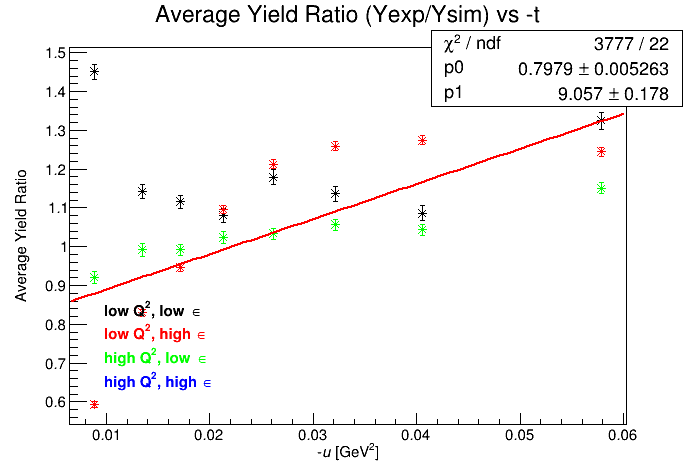 Average Yield Ratio (Yexp/Ysim) vs -t
χ² / ndf 3777 / 22
p0 0.7979 ± 0.005263
p1 9.057 ± 0.178
Average Yield Ratio
1.5
1.4
1.3
1.2
1.1
1
0.9
0.8
0.7
0.6
low Q², low ∈
low Q², high ∈
high Q², low ∈
high Q², high ∈
0.01 0.02 0.03 0.04 0.05 0.06
-u [GeV²]